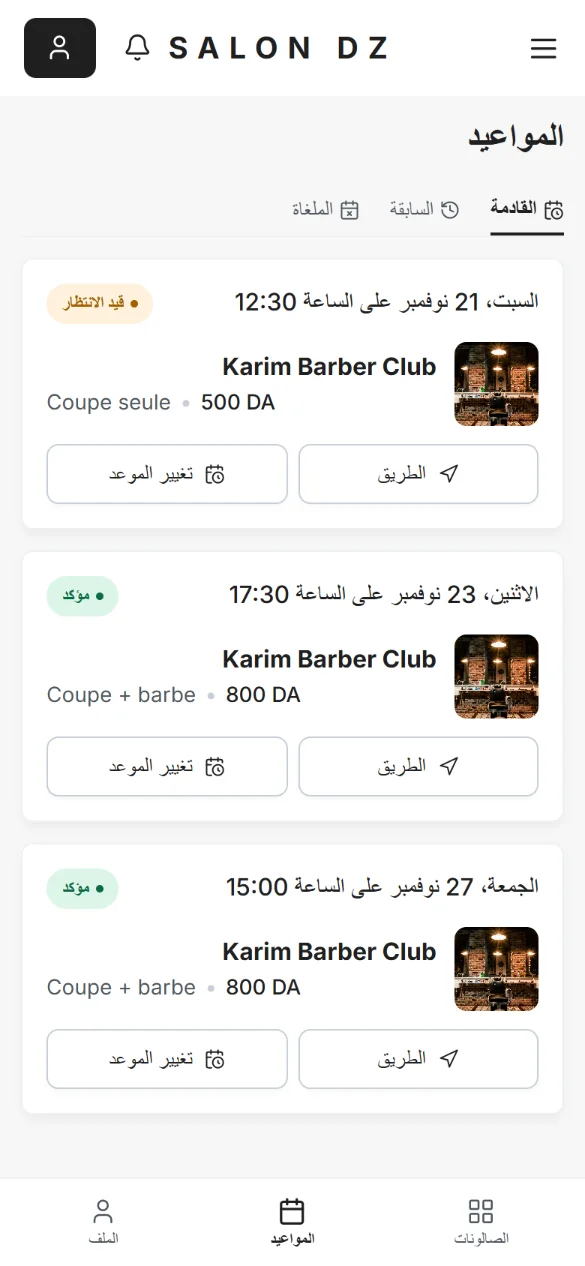 SALON DZ
المواعيد
القادمة السابقة الملغاة
السبت، 21 نوفمبر على الساعة 12:30 قيد الانتظار
Karim Barber Club
Coupe seule • 500 DA
الطريق تغيير الموعد
الاثنين، 23 نوفمبر على الساعة 17:30 مؤكد
Karim Barber Club
Coupe + barbe • 800 DA
الطريق تغيير الموعد
الجمعة، 27 نوفمبر على الساعة 15:00 مؤكد
Karim Barber Club
Coupe + barbe • 800 DA
الطريق تغيير الموعد
الصالونات المواعيد الملف